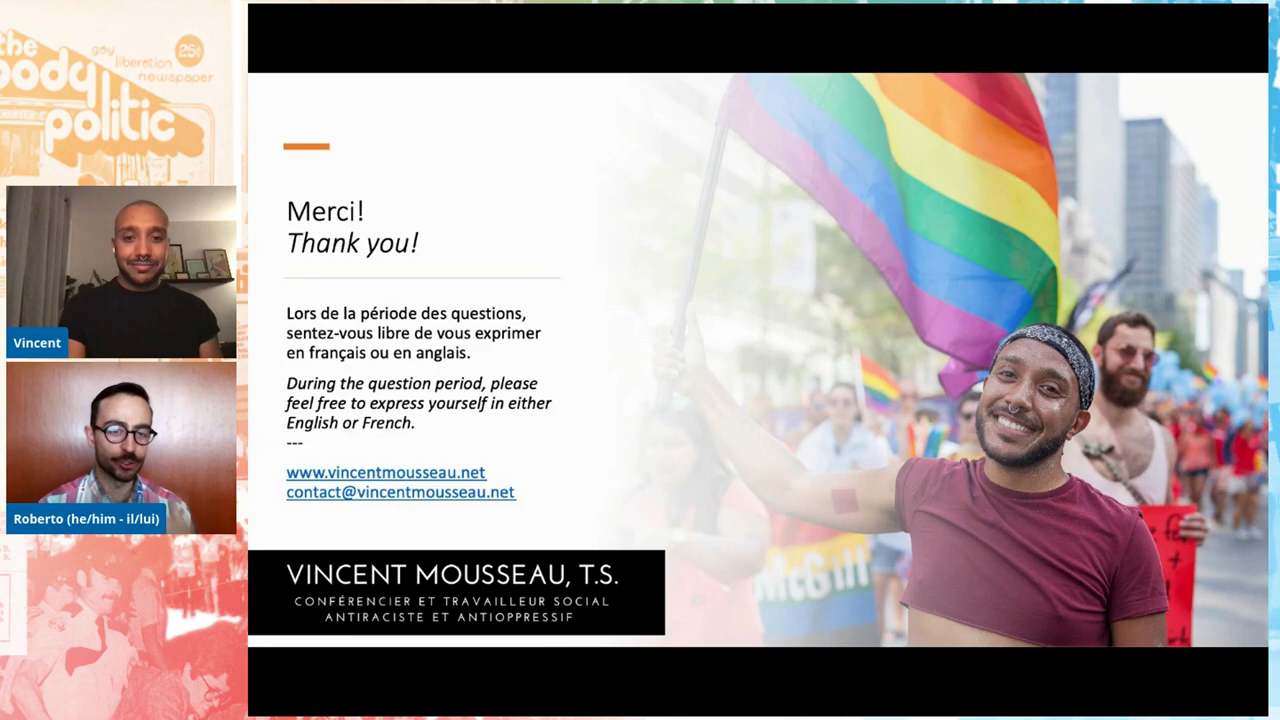 the
body
politic
gay
liberation
newspaper
25¢
Vincent
Roberto (he/him - il/lui)
Merci!
Thank you!
Lors de la période des questions,
sentez-vous libre de vous exprimer
en français ou en anglais.
During the question period, please
feel free to express yourself in either
English or French.
---
www.vincentmousseau.net
contact@vincentmousseau.net
VINCENT MOUSSEAU, T.S.
CONFÉRENCIER ET TRAVAILLEUR SOCIAL
ANTIRACISTE ET ANTIOPPRESSIF
McGill